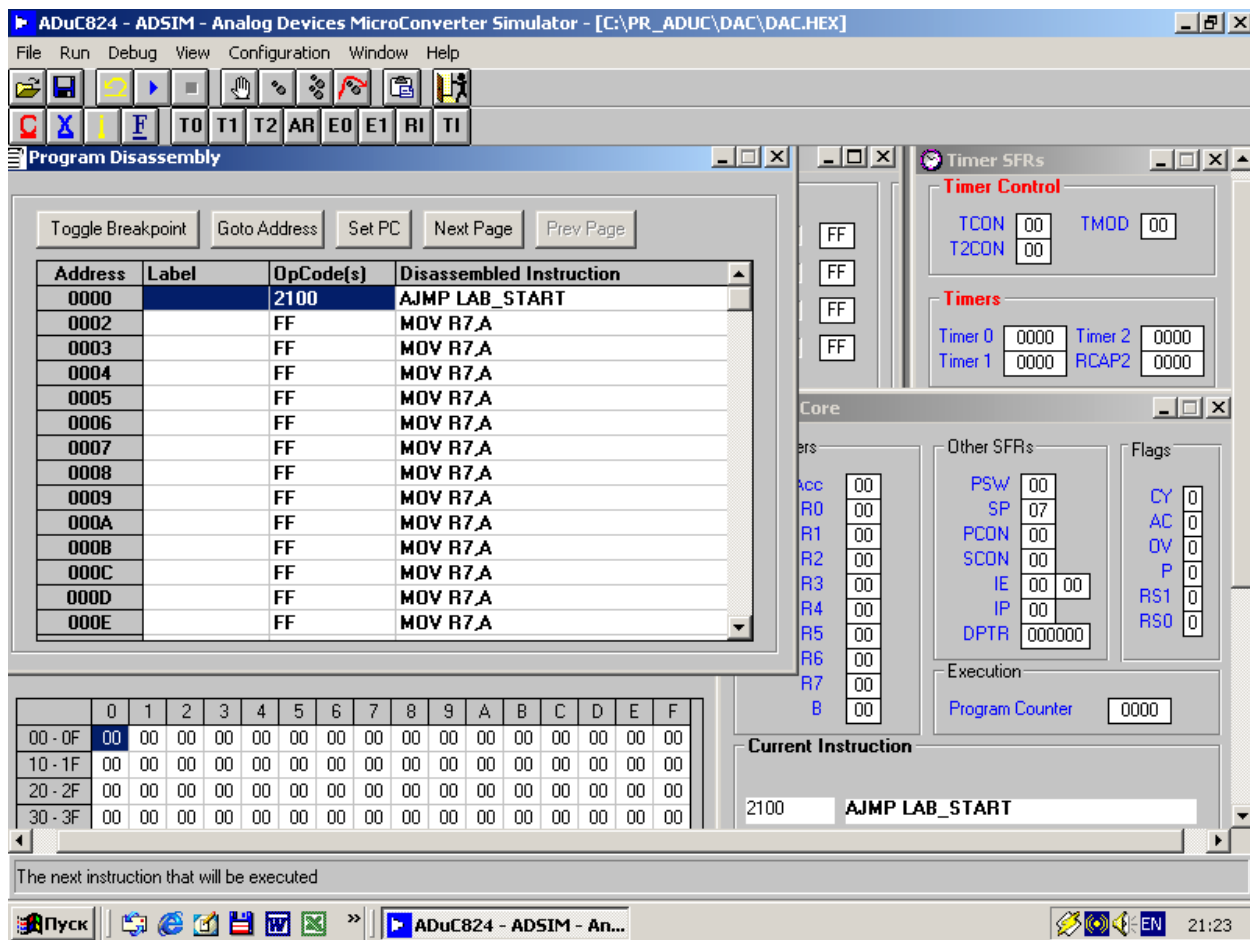 ADuC824 - ADSIM - Analog Devices MicroConverter Simulator - [C:\PR_ADUC\DAC\DAC.HEX]
File Run Debug View Configuration Window Help
T0 T1 T2 AR E0 E1 RI TI
Program Disassembly
Toggle Breakpoint Goto Address Set PC Next Page Prev Page
Address Label OpCode(s) Disassembled Instruction
0000 2100 AJMP LAB_START
0002 FF MOV R7,A
0003 FF MOV R7,A
0004 FF MOV R7,A
0005 FF MOV R7,A
0006 FF MOV R7,A
0007 FF MOV R7,A
0008 FF MOV R7,A
0009 FF MOV R7,A
000A FF MOV R7,A
000B FF MOV R7,A
000C FF MOV R7,A
000D FF MOV R7,A
000E FF MOV R7,A
FF
FF
FF
FF
Timer SFRs
Timer Control
TCON 00 TMOD 00
T2CON 00
Timers
Timer 0 0000 Timer 2 0000
Timer 1 0000 RCAP2 0000
Core
Acc 00
R0 00
R1 00
R2 00
R3 00
R4 00
R5 00
R6 00
R7 00
B 00
Other SFRs
PSW 00
SP 07
PCON 00
SCON 00
IE 00 00
IP 00
DPTR 000000
Flags
CY 0
AC 0
OV 0
P 0
RS1 0
RS0 0
Execution
Program Counter 0000
Current Instruction
2100 AJMP LAB_START
0 1 2 3 4 5 6 7 8 9 A B C D E F
00 - 0F 00 00 00 00 00 00 00 00 00 00 00 00 00 00 00 00
10 - 1F 00 00 00 00 00 00 00 00 00 00 00 00 00 00 00 00
20 - 2F 00 00 00 00 00 00 00 00 00 00 00 00 00 00 00 00
30 - 3F 00 00 00 00 00 00 00 00 00 00 00 00 00 00 00 00
The next instruction that will be executed
Пуск » ADuC824 - ADSIM - An... EN 21:23